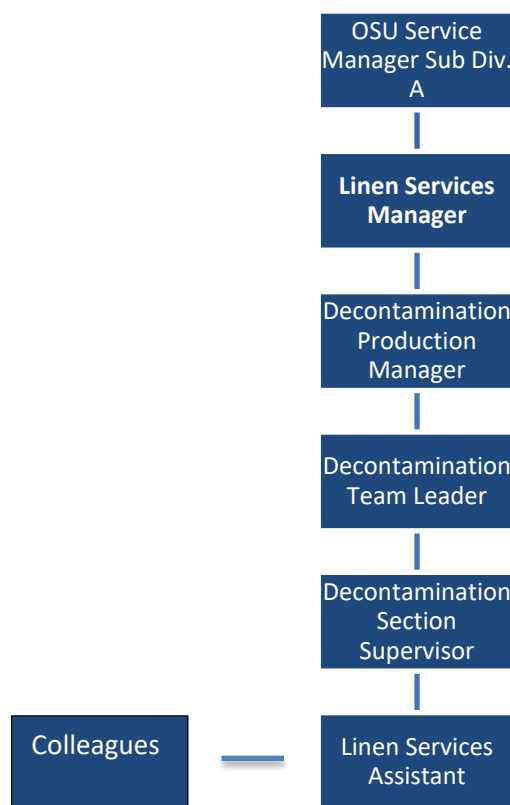 OSU Service
Manager Sub Div.
A
Linen Services
Manager
Decontamination
Production
Manager
Decontamination
Team Leader
Decontamination
Section
Supervisor
Colleagues
Linen Services
Assistant